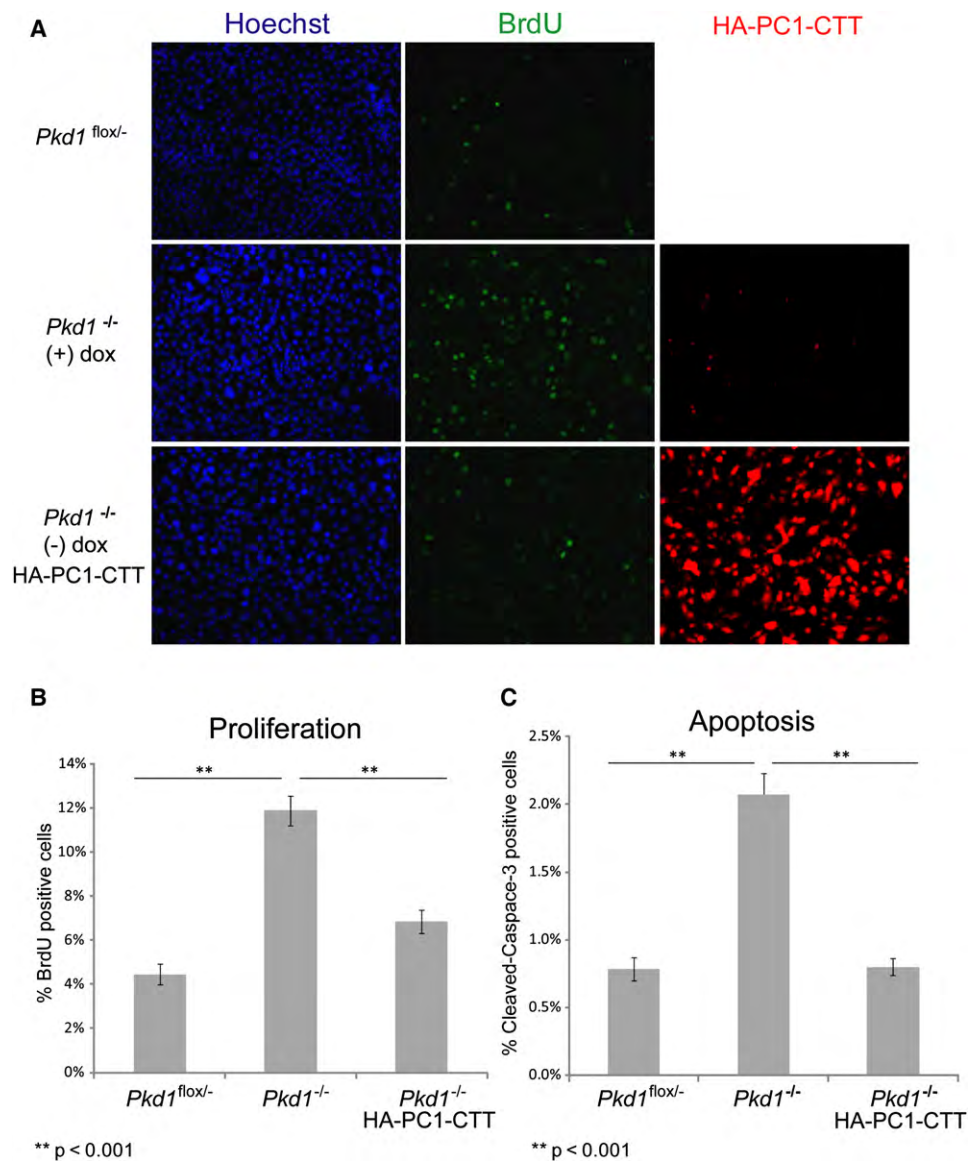 A
Hoechst BrdU HA-PC1-CTT
Pkd1 flox/-
Pkd1 -/-
(+) dox
Pkd1 -/-
(-) dox
HA-PC1-CTT
B
Proliferation
% BrdU positive cells
14%
12%
10%
8%
6%
4%
2%
0%
**
**
Pkd1flox/-
Pkd1-/-
Pkd1-/-
HA-PC1-CTT
** p < 0.001
C
Apoptosis
% Cleaved-Caspace-3 positive cells
2.5%
2.0%
1.5%
1.0%
0.5%
0.0%
**
**
Pkd1flox/-
Pkd1-/-
Pkd1-/-
HA-PC1-CTT
** p < 0.001